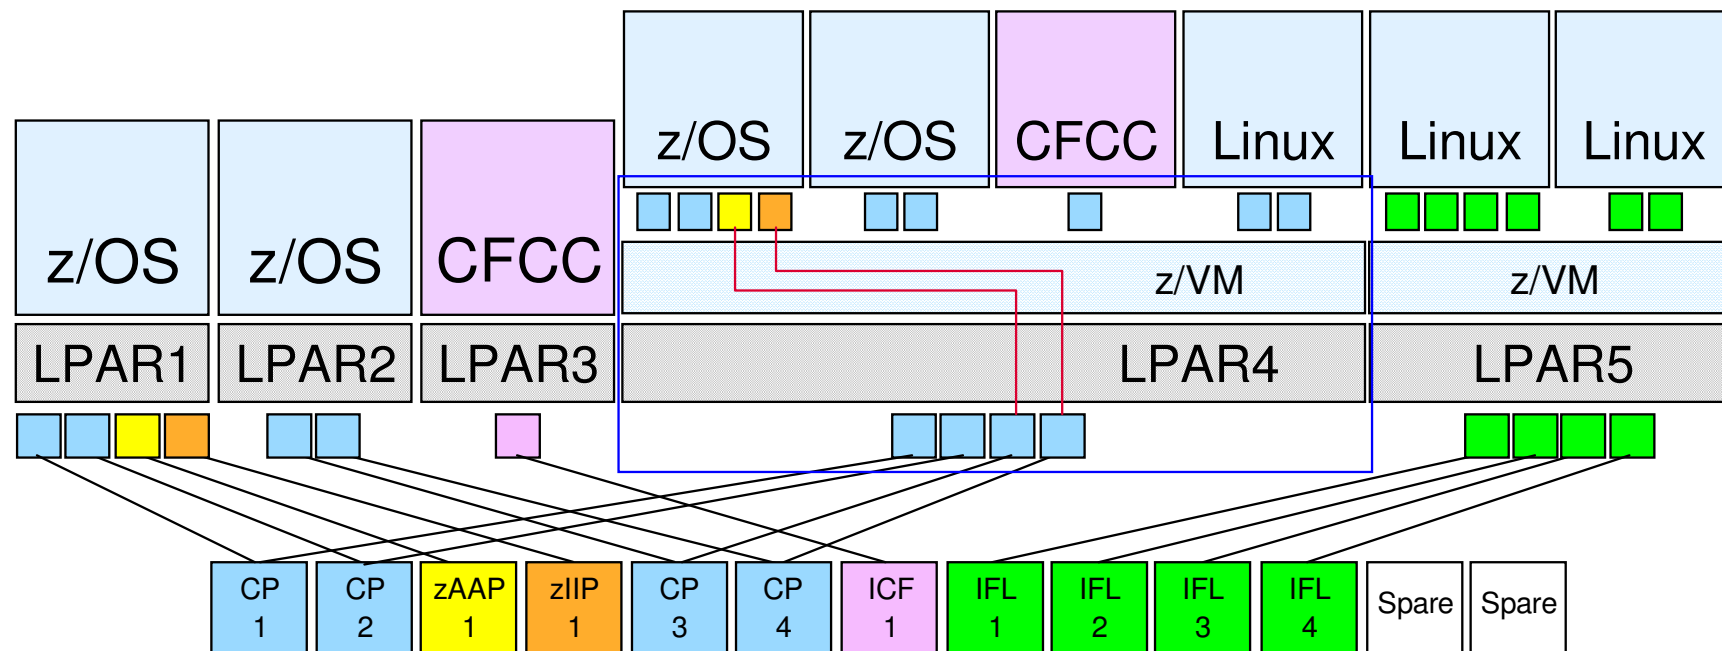 z/OS z/OS CFCC Linux Linux Linux
z/OS z/OS CFCC
z/VM z/VM
LPAR1 LPAR2 LPAR3 LPAR4 LPAR5
CP CP zAAP zIIP CP CP ICF IFL IFL IFL IFL
Spare Spare
1 2 1 1 3 4 1 1 2 3 4